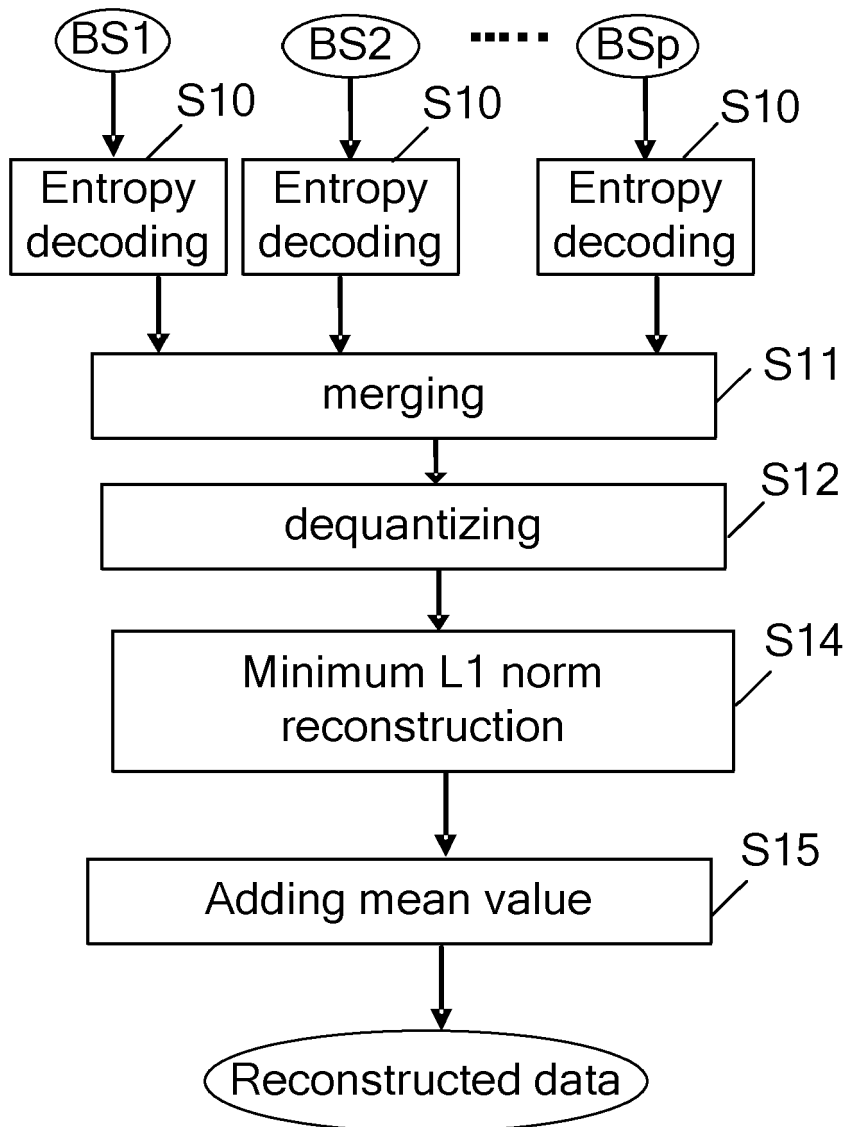 BS1
BS2
BSp
S10
S10
S10
Entropy
decoding
Entropy
decoding
Entropy
decoding
merging
S11
dequantizing
S12
Minimum L1 norm
reconstruction
S14
Adding mean value
S15
Reconstructed data